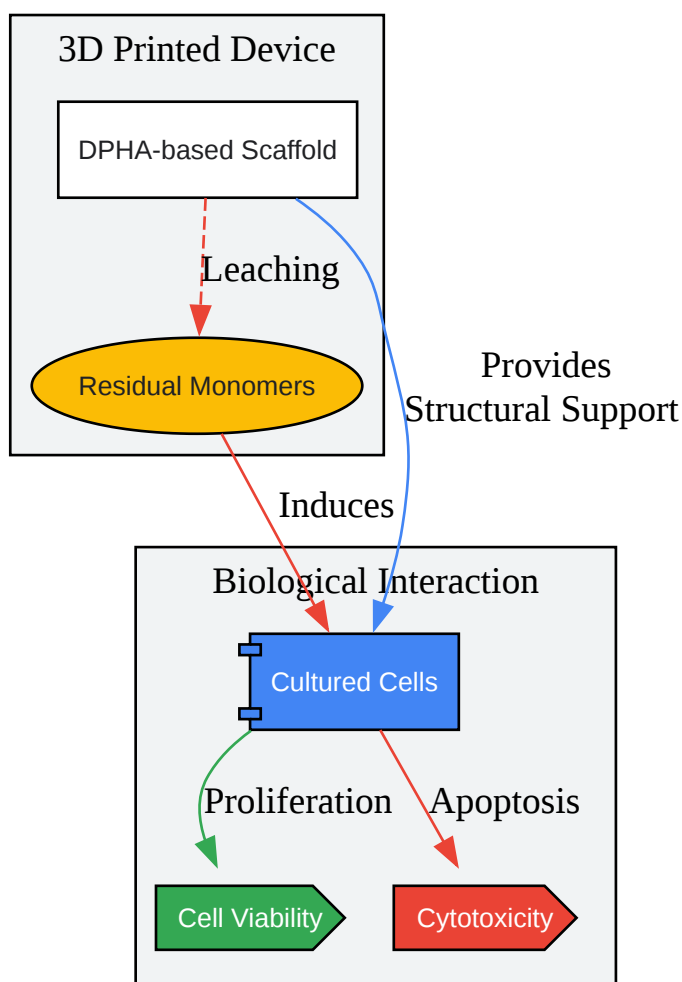 3D Printed Device
DPHA-based Scaffold
Leaching
Residual Monomers
Provides
Structural Support
Induces
Biological Interaction
Cultured Cells
Proliferation
Apoptosis
Cell Viability
Cytotoxicity